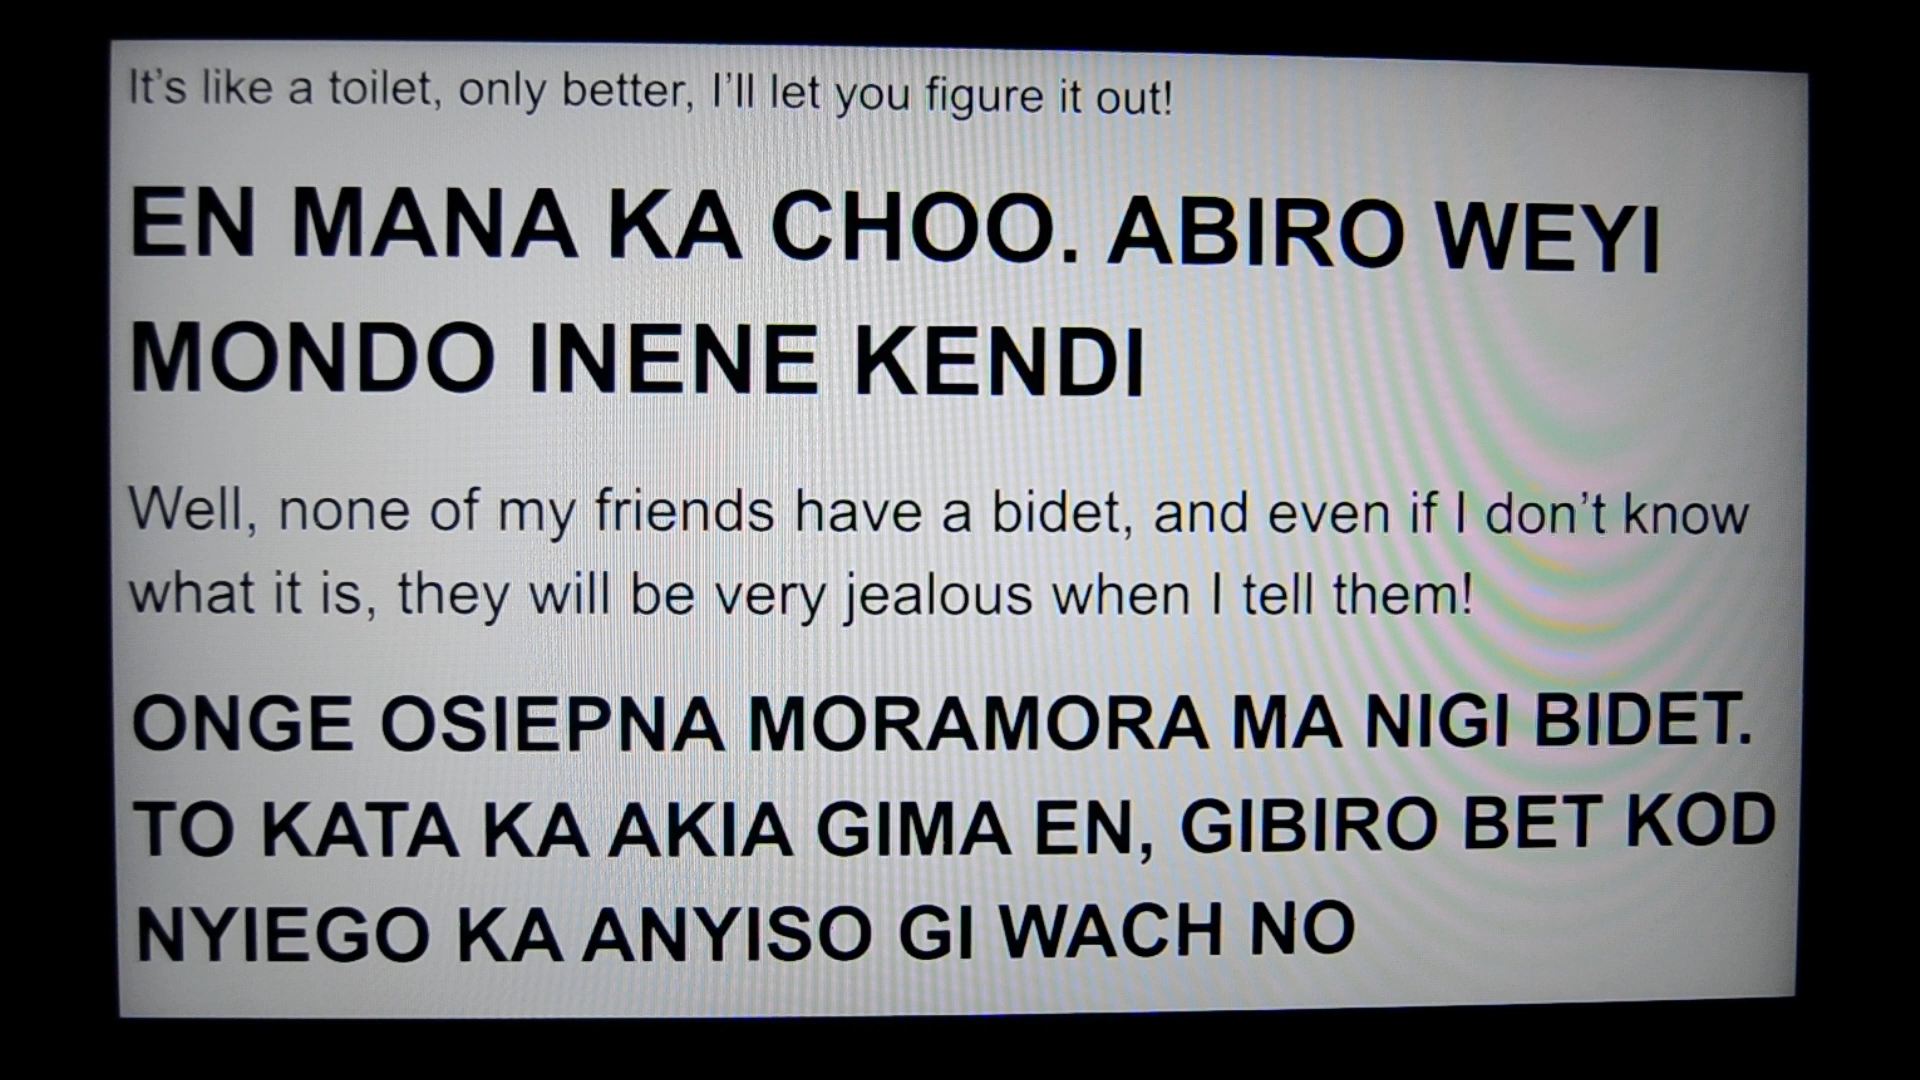 It's like a toilet, only better, I'll let you figure it out!
EN MANA KA CHOO. ABIRO WEYI
MONDO INENE KENDI
Well, none of my friends have a bidet, and even if I don't know
what it is, they will be very jealous when I tell them!
ONGE OSIEPNA MORAMORA MA NIGI BIDET.
TO KATA KA AKIA GIMA EN, GIBIRO BET KOD
NYIEGO KA ANYISO GI WACH NO